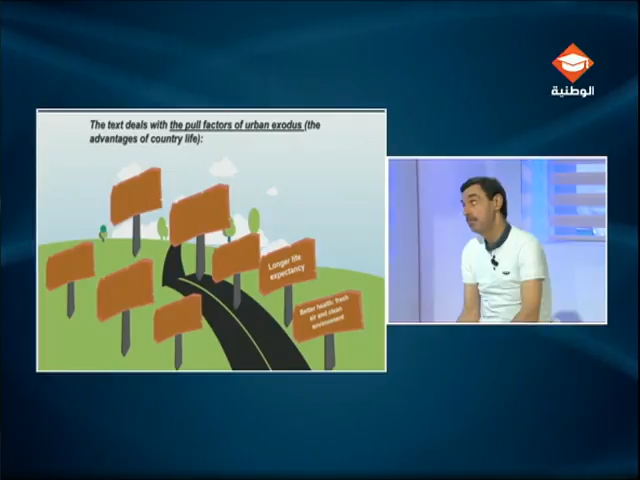 الوطنية
The text deals with the pull factors of urban exodus (the
advantages of country life):
Longer life
expectancy
Better health: fresh
air and clean
environment